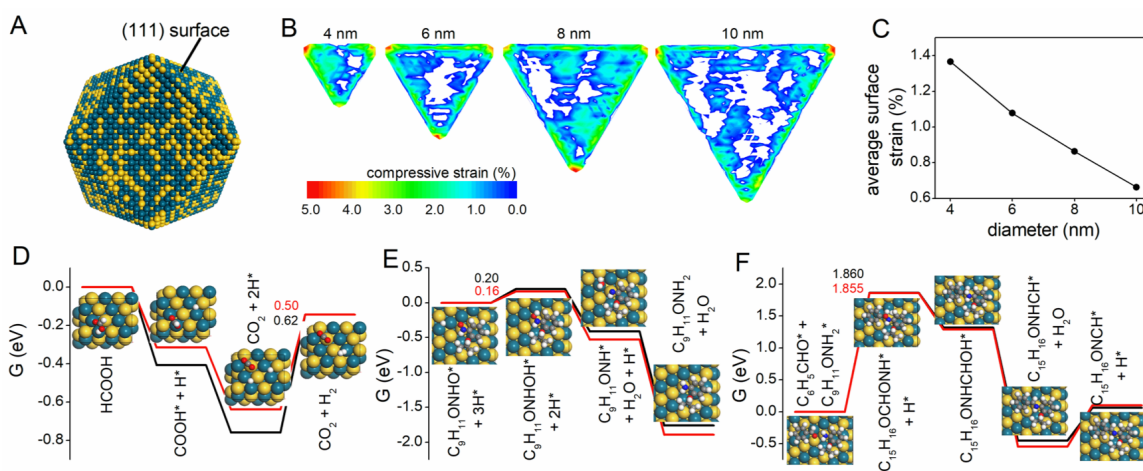 A
(111) surface
B
4 nm
6 nm
8 nm
10 nm
compressive strain (%)
5.0 4.0 3.0 2.0 1.0 0.0
C
average surface
strain (%)
1.4
1.2
1.0
0.8
0.6
4 6 8 10
diameter (nm)
D
G (eV)
0.0
-0.2
-0.4
-0.6
-0.8
HCOOH
COOH* + H*
CO₂ + 2H*
0.50
0.62
CO₂ + H₂
E
G (eV)
0.5
0.0
-0.5
-1.0
-1.5
-2.0
0.20
0.16
C₉H₁₁ONHO*
+ 3H*
C₉H₁₁ONHOH*
+ 2H*
C₉H₁₁ONH*
+ H₂O + H*
C₉H₁₁ONH₂
+ H₂O
F
G (eV)
2.0
1.5
1.0
0.5
0.0
-0.5
1.860
1.855
C₆H₅CHO* +
C₉H₁₁ONH₂*
C₁₅H₁₆OCHONH*
+ H*
C₁₅H₁₆ONHCHOH*
C₁₅H₁₆ONHCH*
+ H₂O
C₁₅H₁₆ONCH*
+ H*